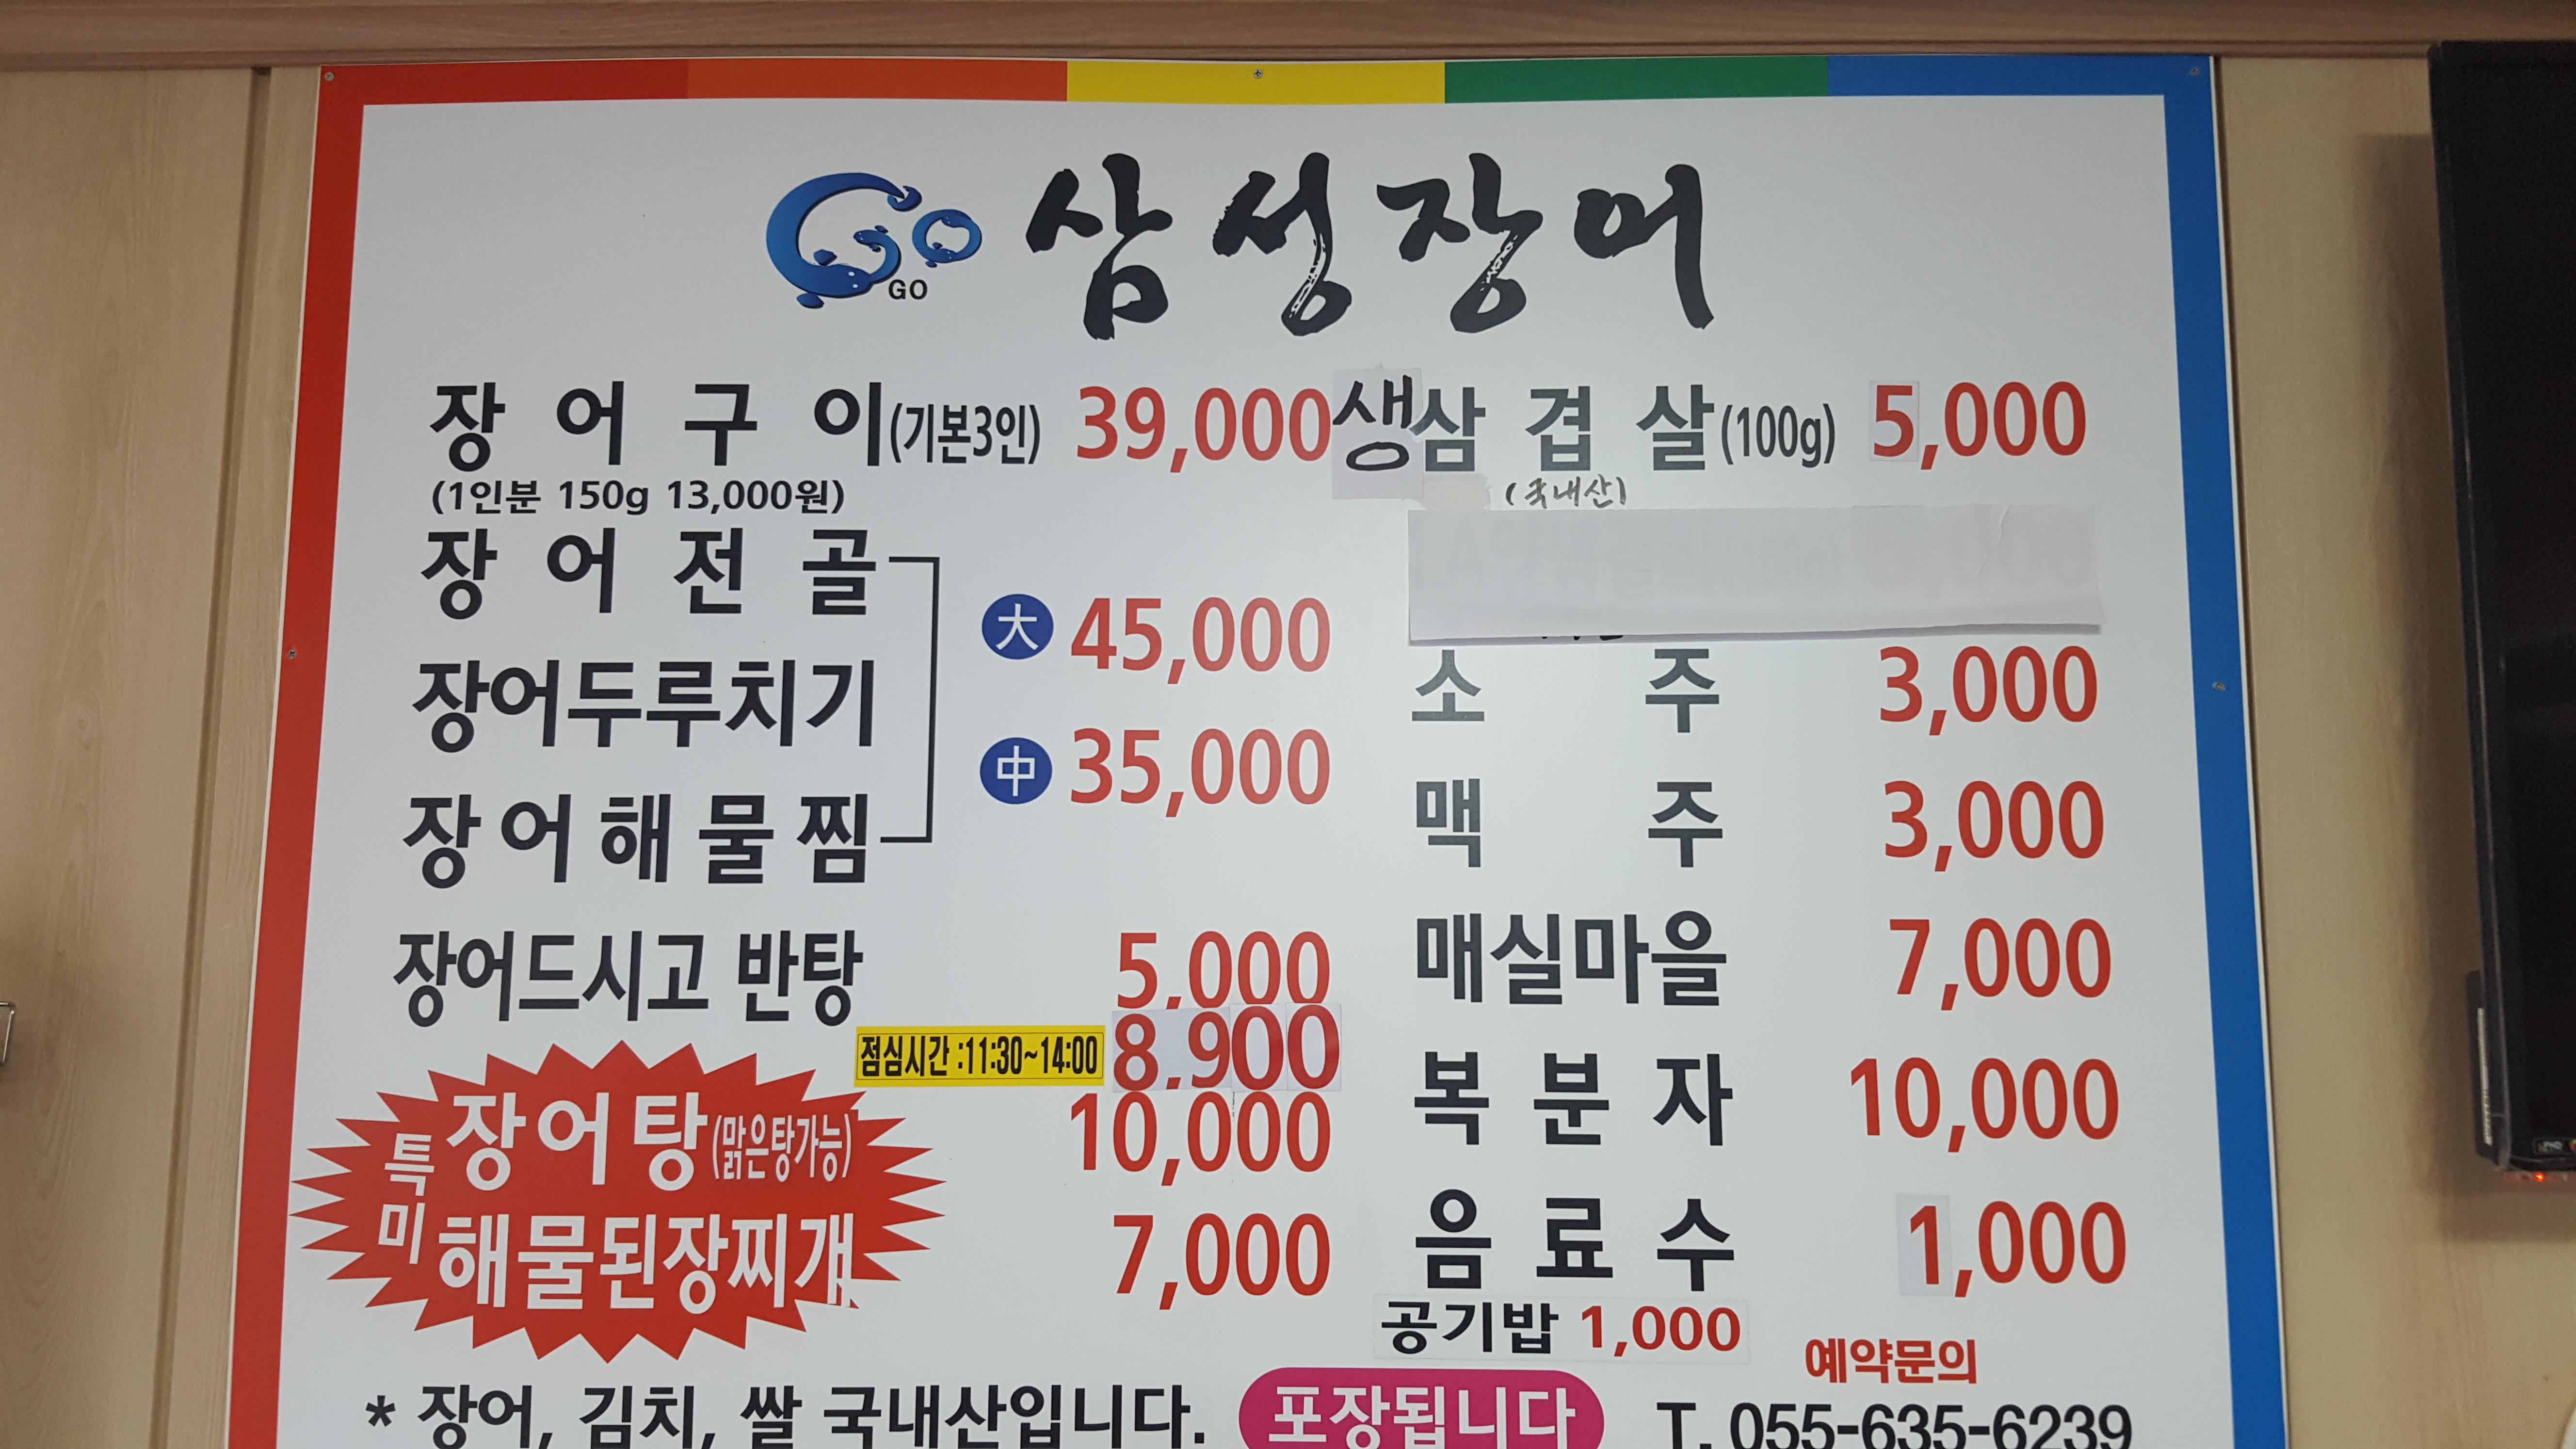 GO
GO 삼성장어
장어구이(기본3인) 39,000
(1인분 150g 13,000원)
장어전골
장어두루치기
장어해물찜
大 45,000
中 35,000
장어드시고 반탕 5,000
점심시간 :11:30~14:00 8,900
특미 장어탕(맑은탕가능) 10,000
해물된장찌개 7,000
생삼겹살(100g) 5,000
(국내산)
소주 3,000
맥주 3,000
매실마을 7,000
복분자 10,000
음료수 1,000
공기밥 1,000
예약문의
* 장어, 김치, 쌀 국내산입니다. 포장됩니다 T. 055-635-6239